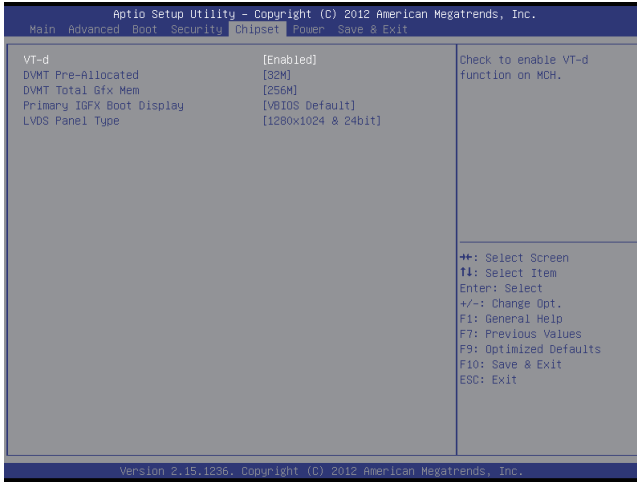 Aptio Setup Utility – Copyright (C) 2012 American Megatrends, Inc.
Main Advanced Boot Security Chipset Power Save & Exit
VT-d [Enabled]
DVMT Pre-Allocated [32M]
DVMT Total Gfx Mem [256M]
Primary IGFX Boot Display [VBIOS Default]
LVDS Panel Type [1280x1024 & 24bit]
Check to enable VT-d
function on MCH.
→←: Select Screen
↑↓: Select Item
Enter: Select
+/-: Change Opt.
F1: General Help
F7: Previous Values
F9: Optimized Defaults
F10: Save & Exit
ESC: Exit
Version 2.15.1236. Copyright (C) 2012 American Megatrends, Inc.